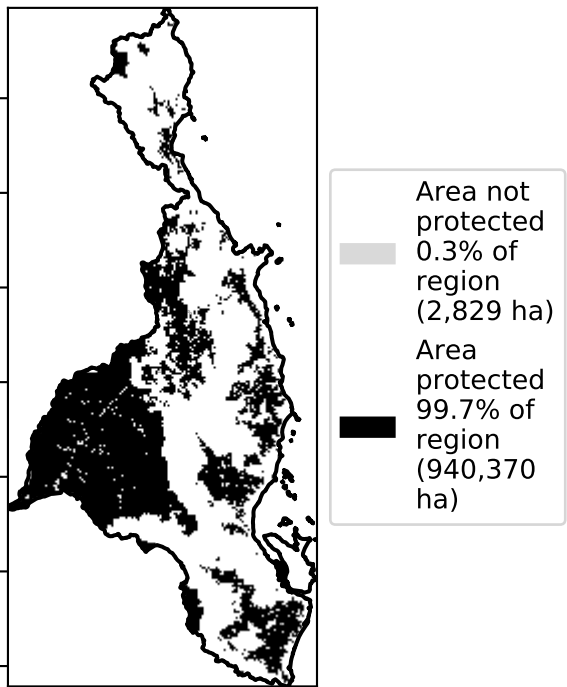 Area not
protected
0.3% of
region
(2,829 ha)
Area
protected
99.7% of
region
(940,370
ha)